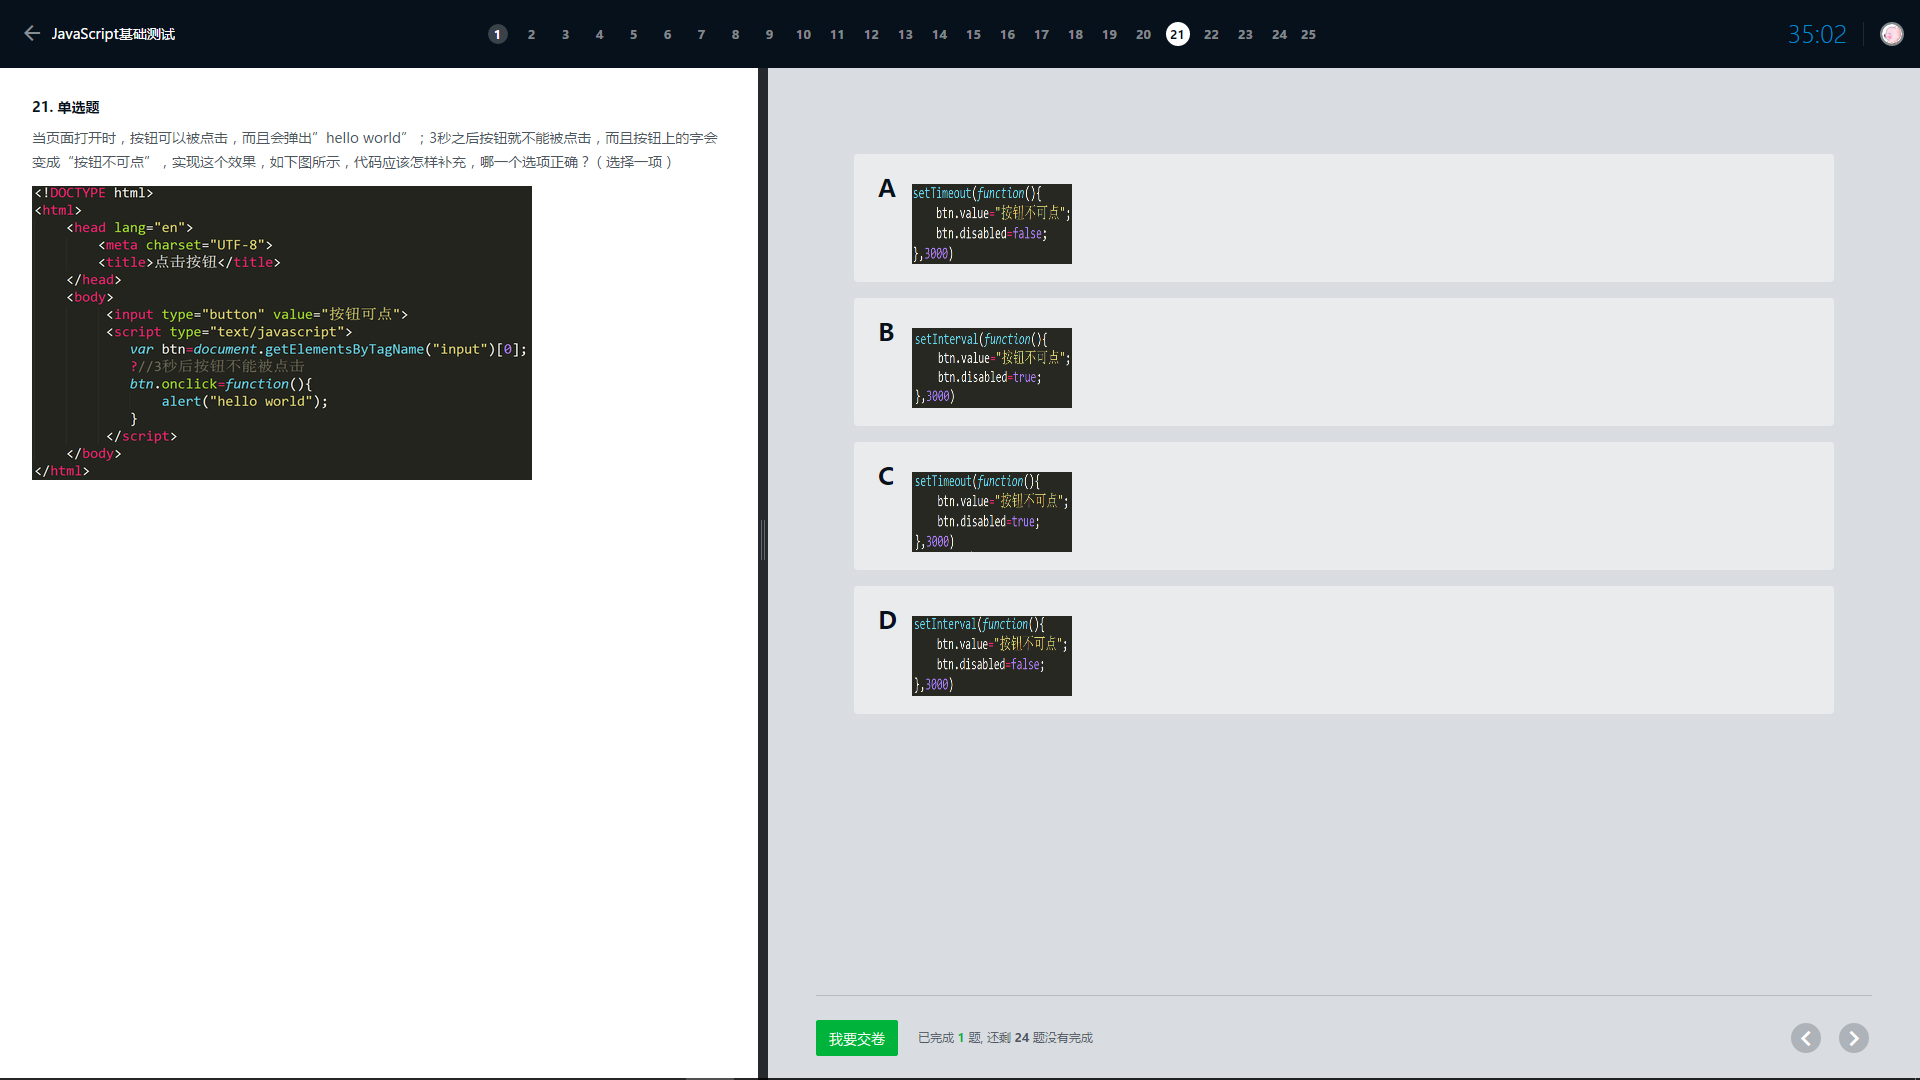 JavaScript基础测试
1 2 3 4 5 6 7 8 9 10 11 12 13 14 15 16 17 18 19 20 21 22 23 24 25
35:02
21. 单选题
当页面打开时，按钮可以被点击，而且会弹出”hello world”；3秒之后按钮就不能被点击，而且按钮上的字会
变成“按钮不可点”，实现这个效果，如下图所示，代码应该怎样补充，哪一个选项正确？（选择一项）
<!DOCTYPE html>
<html>
<head lang="en">
<meta charset="UTF-8">
<title>点击按钮</title>
</head>
<body>
<input type="button" value="按钮可点">
<script type="text/javascript">
var btn=document.getElementsByTagName("input")[0];
?//3秒后按钮不能被点击
btn.onclick=function(){
alert("hello world");
}
</script>
</body>
</html>
A
setTimeout(function(){
btn.value="按钮不可点";
btn.disabled=false;
},3000)
B
setInterval(function(){
btn.value="按钮不可点";
btn.disabled=true;
},3000)
C
setTimeout(function(){
btn.value="按钮不可点";
btn.disabled=true;
},3000)
D
setInterval(function(){
btn.value="按钮不可点";
btn.disabled=false;
},3000)
我要交卷
已完成 1 题, 还剩 24 题没有完成